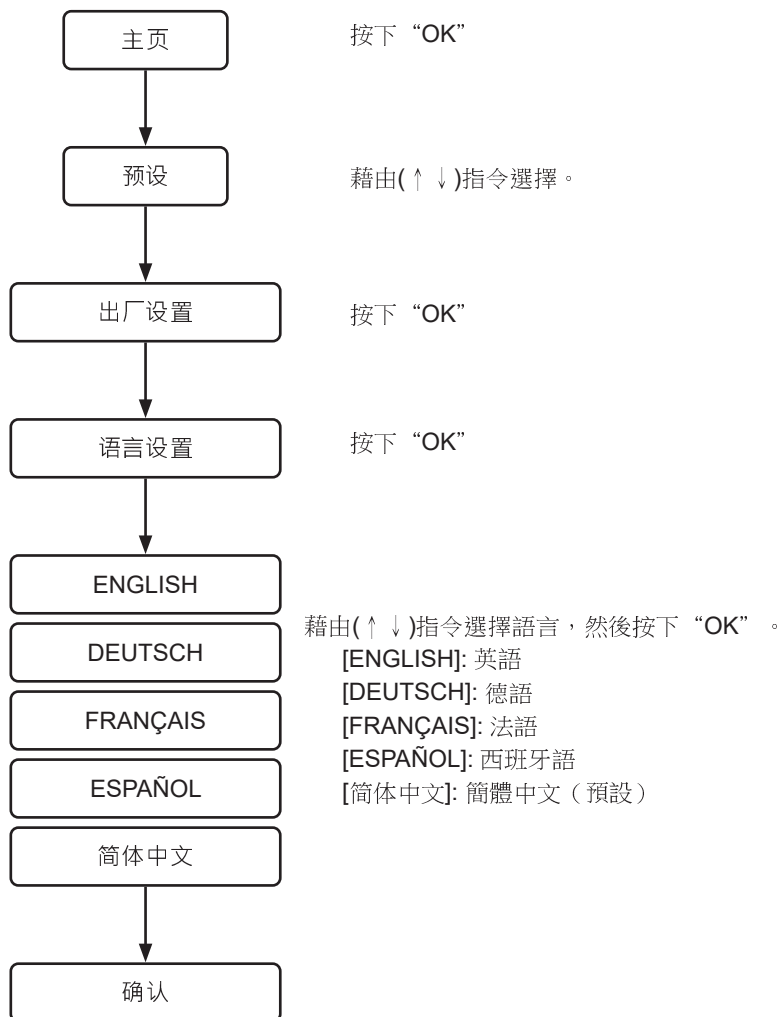 主页
按下“OK”
预设
藉由(↑↓)指令選擇。
出厂设置
按下“OK”
语言设置
按下“OK”
ENGLISH
DEUTSCH
FRANÇAIS
ESPAÑOL
简体中文
藉由(↑↓)指令選擇語言，然後按下“OK”。
[ENGLISH]: 英語
[DEUTSCH]: 德語
[FRANÇAIS]: 法語
[ESPAÑOL]: 西班牙語
[简体中文]: 簡體中文（預設）
确认